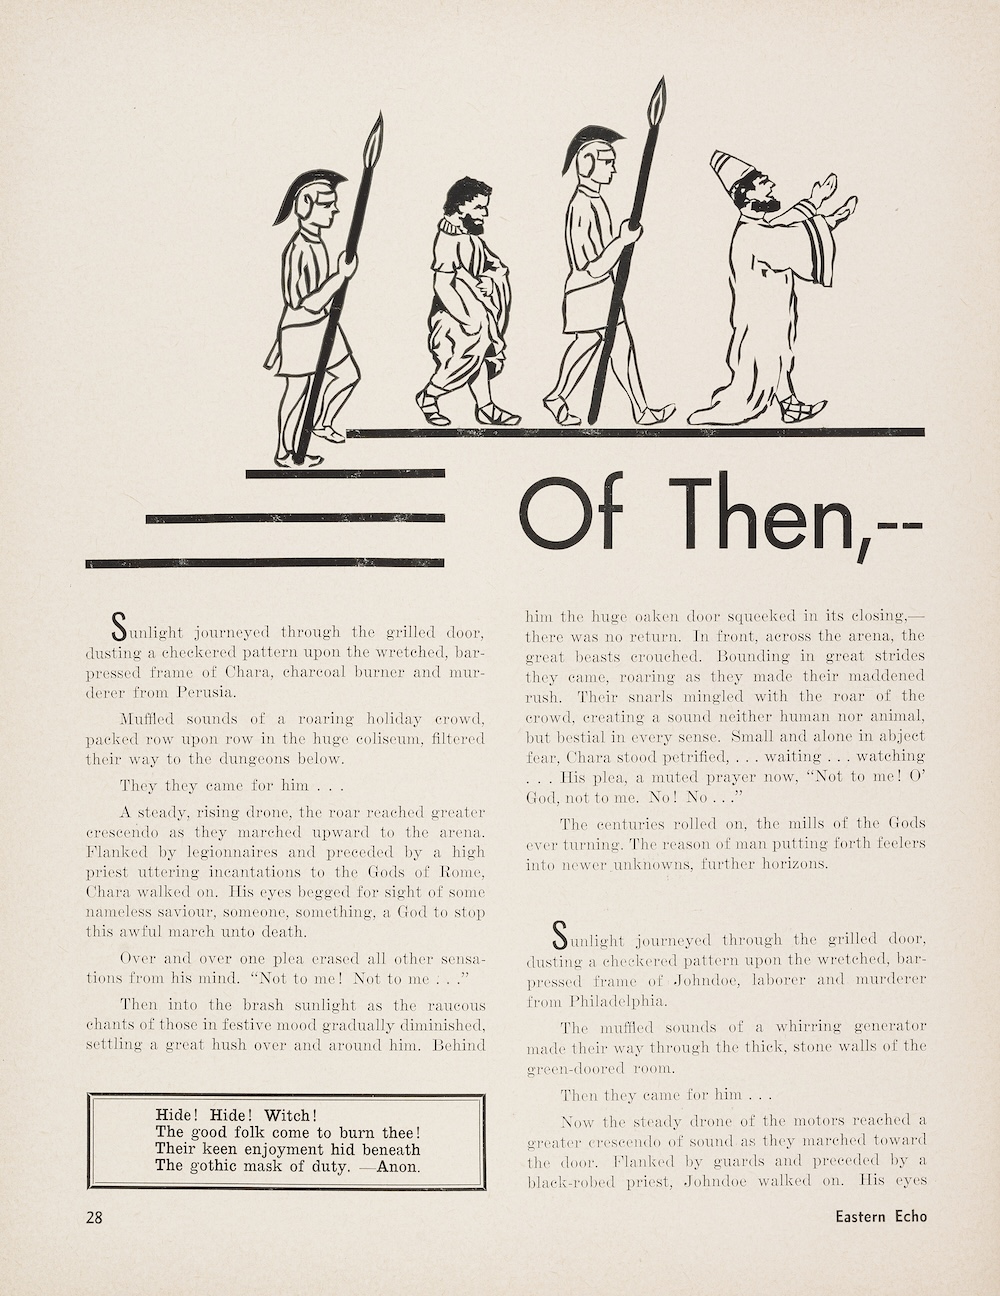 Of Then,--
Sunlight journeyed through the grilled door,
dusting a checkered pattern upon the wretched, bar-
pressed frame of Chara, charcoal burner and mur-
derer from Perusia.
Muffled sounds of a roaring holiday crowd,
packed row upon row in the huge coliseum, filtered
their way to the dungeons below.
They they came for him . . .
A steady, rising drone, the roar reached greater
crescendo as they marched upward to the arena.
Flanked by legionnaires and preceded by a high
priest uttering incantations to the Gods of Rome,
Chara walked on. His eyes begged for sight of some
nameless saviour, someone, something, a God to stop
this awful march unto death.
Over and over one plea erased all other sensa-
tions from his mind. “Not to me! Not to me . . .”
Then into the brash sunlight as the raucous
chants of those in festive mood gradually diminished,
settling a great hush over and around him. Behind
Hide! Hide! Witch!
The good folk come to burn thee!
Their keen enjoyment hid beneath
The gothic mask of duty. —Anon.
him the huge oaken door squeeked in its closing,—
there was no return. In front, across the arena, the
great beasts crouched. Bounding in great strides
they came, roaring as they made their maddened
rush. Their snarls mingled with the roar of the
crowd, creating a sound neither human nor animal,
but bestial in every sense. Small and alone in abject
fear, Chara stood petrified, . . . waiting . . . watching
. . . His plea, a muted prayer now, “Not to me! O’
God, not to me. No! No . . .”
The centuries rolled on, the mills of the Gods
ever turning. The reason of man putting forth feelers
into newer unknowns, further horizons.
Sunlight journeyed through the grilled door,
dusting a checkered pattern upon the wretched, bar-
pressed frame of Johndoe, laborer and murderer
from Philadelphia.
The muffled sounds of a whirring generator
made their way through the thick, stone walls of the
green-doored room.
Then they came for him . . .
Now the steady drone of the motors reached a
greater crescendo of sound as they marched toward
the door. Flanked by guards and preceded by a
black-robed priest, Johndoe walked on. His eyes
28
Eastern Echo